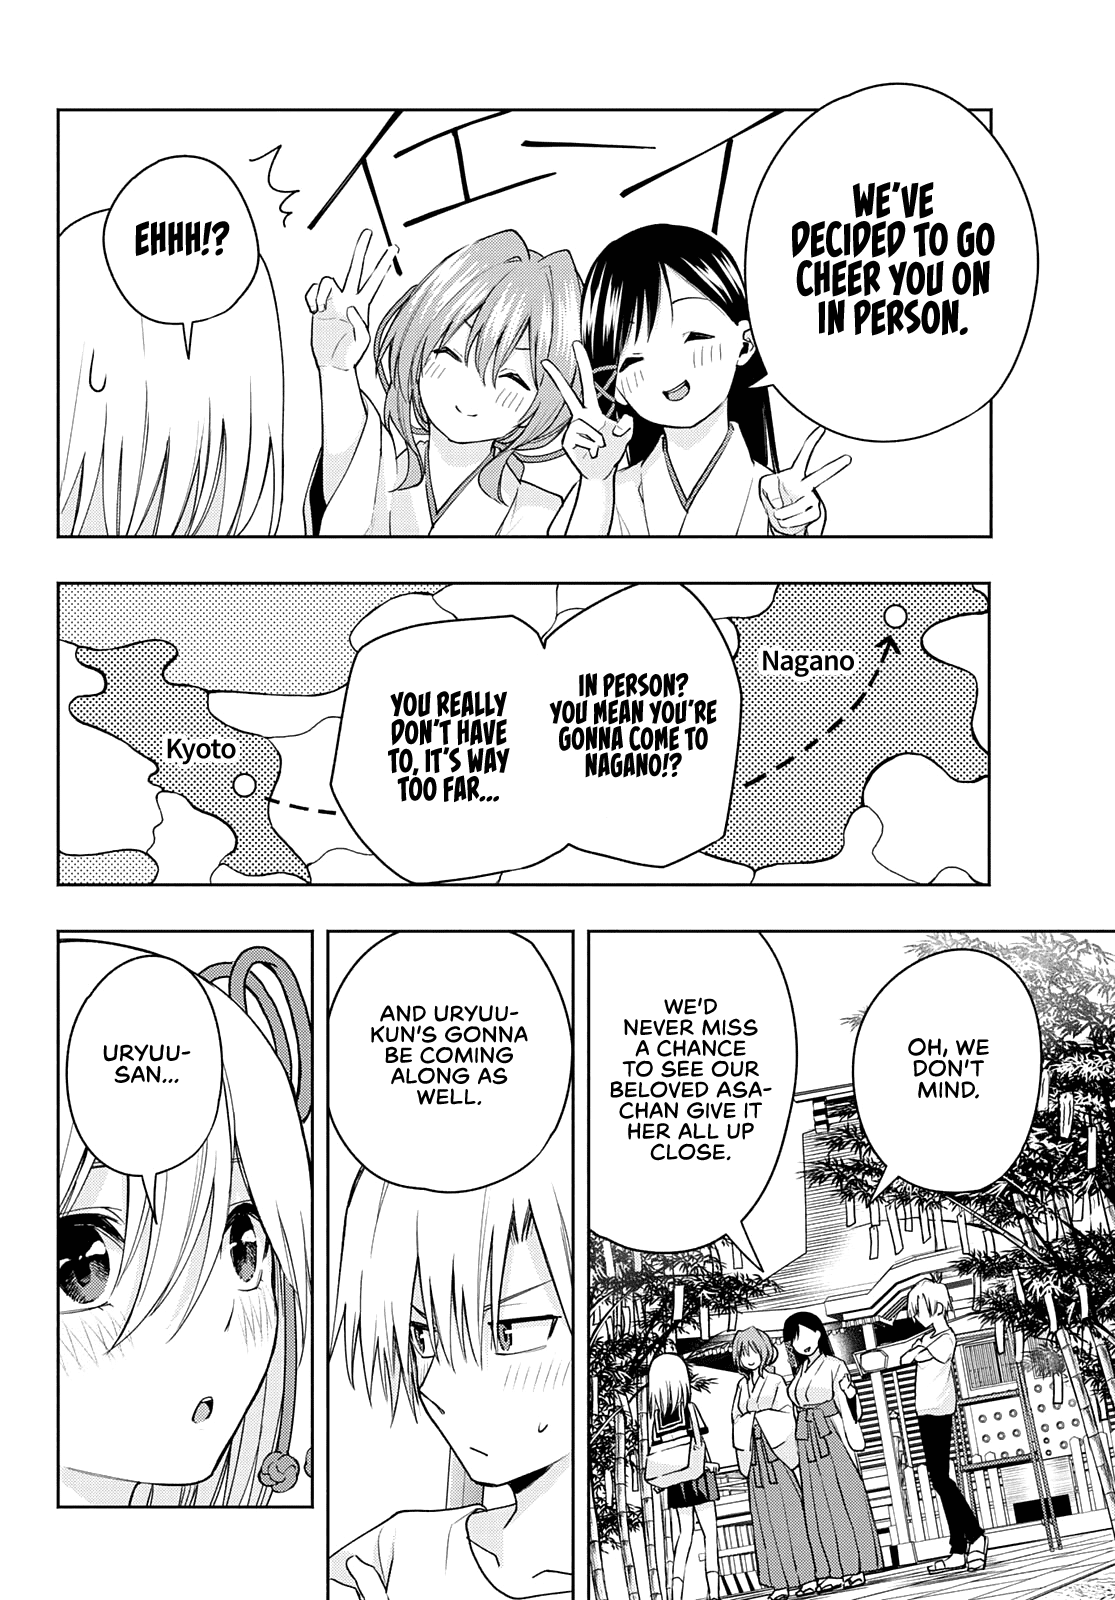 WE'VE
DECIDED TO GO
CHEER YOU ON
IN PERSON.
EHHH!?
IN PERSON?
YOU MEAN YOU'RE
GONNA COME TO
NAGANO!?
YOU REALLY
DON'T HAVE
TO, IT'S WAY
TOO FAR...
Nagano
Kyoto
OH, WE
DON'T
MIND.
WE'D
NEVER MISS
A CHANCE
TO SEE OUR
BELOVED ASA-
CHAN GIVE IT
HER ALL UP
CLOSE.
AND URYUU-
KUN'S GONNA
BE COMING
ALONG AS
WELL.
URYUU-
SAN...